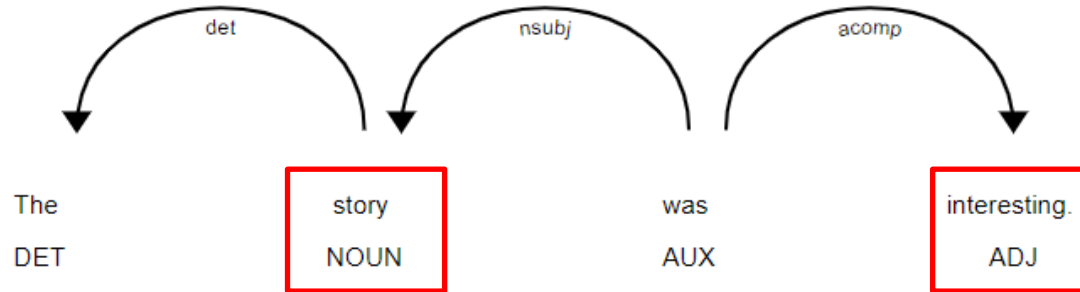 det nsubj acomp
The story was interesting.
DET NOUN AUX ADJ